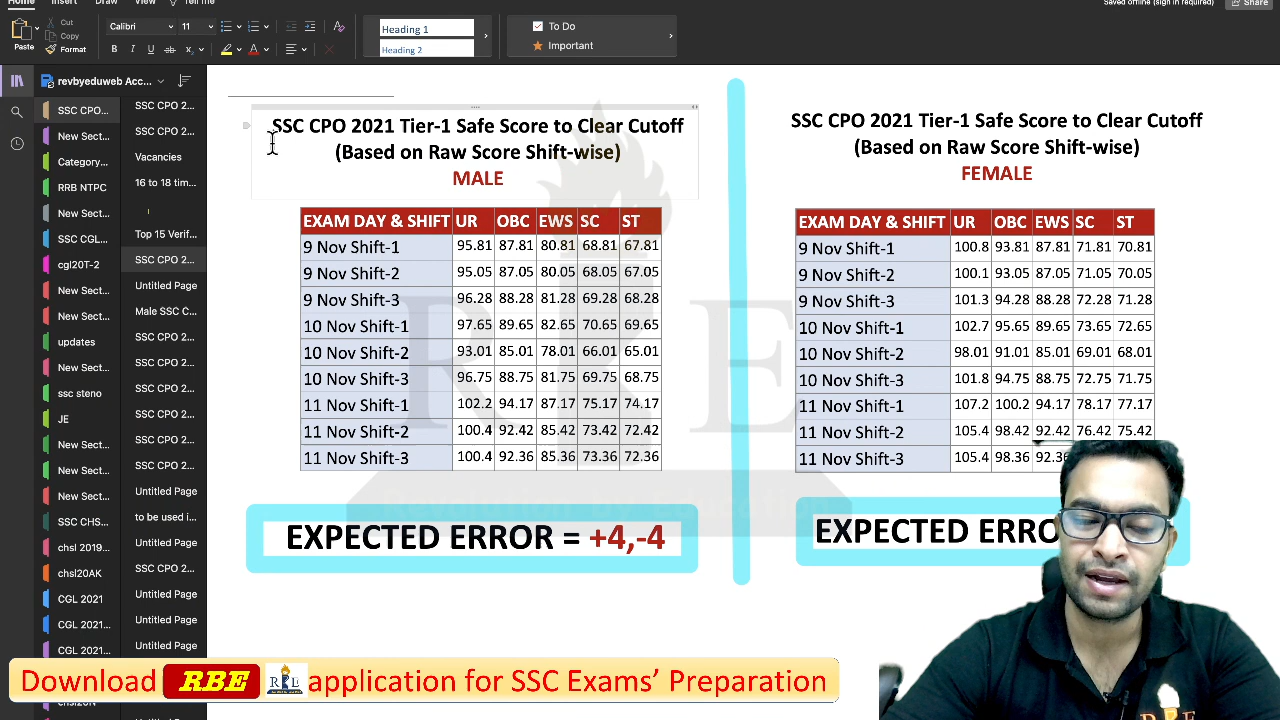 Home
Insert
Draw
View
Tell me
Saved offline (sign in required)
Share
Paste
Cut
Copy
Format
Calibri
11
B I U ab x
A
Heading 1
Heading 2
To Do
Important
revbyeduweb Acc...
SSC CPO...
New Sect...
Category...
RRB NTPC
New Sect...
SSC CGL...
cgl20T-2
New Sect...
New Sect...
updates
New Sect...
ssc steno
JE
New Sect...
New Sect...
New Sect...
SSC CHS...
chsl 2019...
chsl20AK
CGL 2021
CGL 202...
CGL 202...
SSC CPO 2...
SSC CPO 2...
Vacancies
16 to 18 tim...
Top 15 Verif...
SSC CPO 2...
Untitled Page
Male SSC C...
SSC CPO 2...
SSC CPO 2...
SSC CPO 2...
SSC CPO 2...
SSC CPO 2...
SSC CPO 2...
Untitled Page
to be used i...
Untitled Page
Untitled Page
Untitled Page
Untitled Page
Untitled Page
SSC CPO 2021 Tier-1 Safe Score to Clear Cutoff
(Based on Raw Score Shift-wise)
MALE
EXAM DAY & SHIFT UR OBC EWS SC ST
9 Nov Shift-1 95.81 87.81 80.81 68.81 67.81
9 Nov Shift-2 95.05 87.05 80.05 68.05 67.05
9 Nov Shift-3 96.28 88.28 81.28 69.28 68.28
10 Nov Shift-1 97.65 89.65 82.65 70.65 69.65
10 Nov Shift-2 93.01 85.01 78.01 66.01 65.01
10 Nov Shift-3 96.75 88.75 81.75 69.75 68.75
11 Nov Shift-1 102.2 94.17 87.17 75.17 74.17
11 Nov Shift-2 100.4 92.42 85.42 73.42 72.42
11 Nov Shift-3 100.4 92.36 85.36 73.36 72.36
EXPECTED ERROR = +4,-4
SSC CPO 2021 Tier-1 Safe Score to Clear Cutoff
(Based on Raw Score Shift-wise)
FEMALE
EXAM DAY & SHIFT UR OBC EWS SC ST
9 Nov Shift-1 100.8 93.81 87.81 71.81 70.81
9 Nov Shift-2 100.1 93.05 87.05 71.05 70.05
9 Nov Shift-3 101.3 94.28 88.28 72.28 71.28
10 Nov Shift-1 102.7 95.65 89.65 73.65 72.65
10 Nov Shift-2 98.01 91.01 85.01 69.01 68.01
10 Nov Shift-3 101.8 94.75 88.75 72.75 71.75
11 Nov Shift-1 107.2 100.2 94.17 78.17 77.17
11 Nov Shift-2 105.4 98.42 92.42 76.42 75.42
11 Nov Shift-3 105.4 98.36 92.36
EXPECTED ERRO
RBE
Revolution by Educatio
Download RBE application for SSC Exams' Preparation
RBE